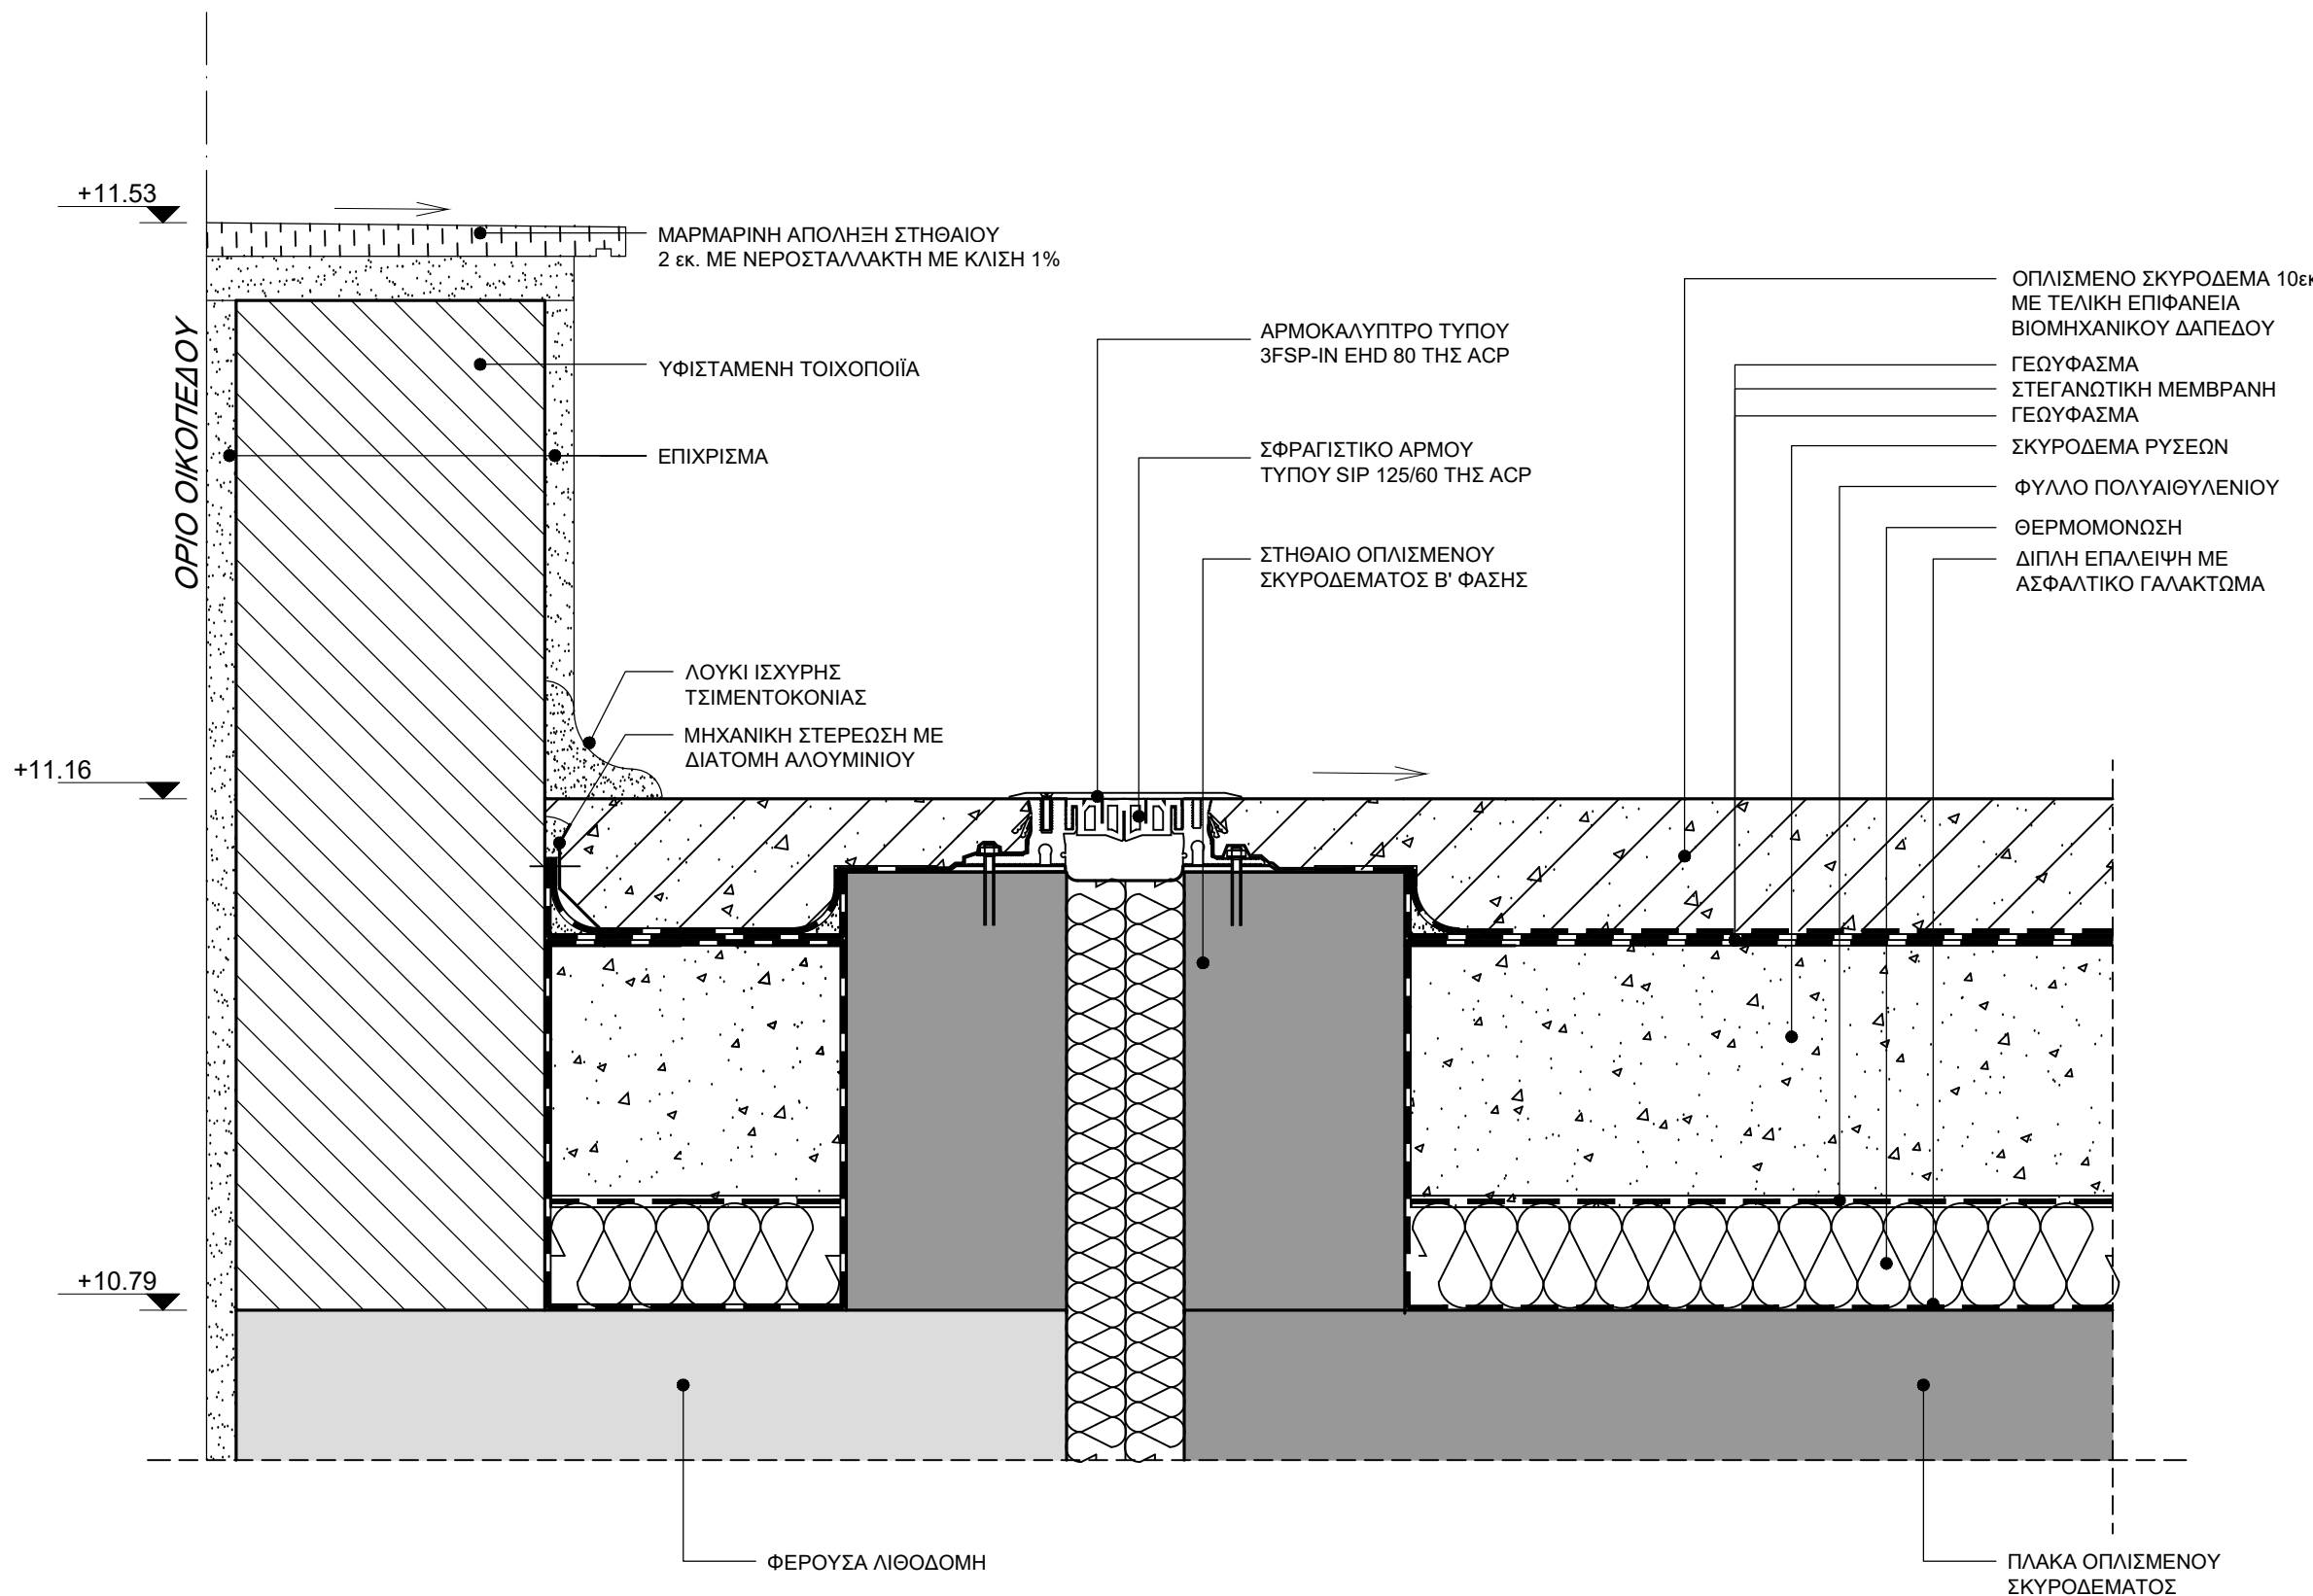 +11.53
ΜΑΡΜΑΡΙΝΗ ΑΠΟΛΗΞΗ ΣΤΗΘΑΙΟΥ
2 εκ. ΜΕ ΝΕΡΟΣΤΑΛΛΑΚΤΗ ΜΕ ΚΛΙΣΗ 1%
ΟΡΙΟ ΟΙΚΟΠΕΔΟΥ
ΥΦΙΣΤΑΜΕΝΗ ΤΟΙΧΟΠΟΙΪΑ
ΕΠΙΧΡΙΣΜΑ
ΛΟΥΚΙ ΙΣΧΥΡΗΣ
ΤΣΙΜΕΝΤΟΚΟΝΙΑΣ
ΜΗΧΑΝΙΚΗ ΣΤΕΡΕΩΣΗ ΜΕ
ΔΙΑΤΟΜΗ ΑΛΟΥΜΙΝΙΟΥ
+11.16
+10.79
ΑΡΜΟΚΑΛΥΠΤΡΟ ΤΥΠΟΥ
3FSP-IN EHD 80 ΤΗΣ ACP
ΣΦΡΑΓΙΣΤΙΚΟ ΑΡΜΟΥ
ΤΥΠΟΥ SIP 125/60 ΤΗΣ ACP
ΣΤΗΘΑΙΟ ΟΠΛΙΣΜΕΝΟΥ
ΣΚΥΡΟΔΕΜΑΤΟΣ Β' ΦΑΣΗΣ
ΟΠΛΙΣΜΕΝΟ ΣΚΥΡΟΔΕΜΑ 10εκ
ΜΕ ΤΕΛΙΚΗ ΕΠΙΦΑΝΕΙΑ
ΒΙΟΜΗΧΑΝΙΚΟΥ ΔΑΠΕΔΟΥ
ΓΕΩΥΦΑΣΜΑ
ΣΤΕΓΑΝΩΤΙΚΗ ΜΕΜΒΡΑΝΗ
ΓΕΩΥΦΑΣΜΑ
ΣΚΥΡΟΔΕΜΑ ΡΥΣΕΩΝ
ΦΥΛΛΟ ΠΟΛΥΑΙΘΥΛΕΝΙΟΥ
ΘΕΡΜΟΜΟΝΩΣΗ
ΔΙΠΛΗ ΕΠΑΛΕΙΨΗ ΜΕ
ΑΣΦΑΛΤΙΚΟ ΓΑΛΑΚΤΩΜΑ
ΦΕΡΟΥΣΑ ΛΙΘΟΔΟΜΗ
ΠΛΑΚΑ ΟΠΛΙΣΜΕΝΟΥ
ΣΚΥΡΟΔΕΜΑΤΟΣ